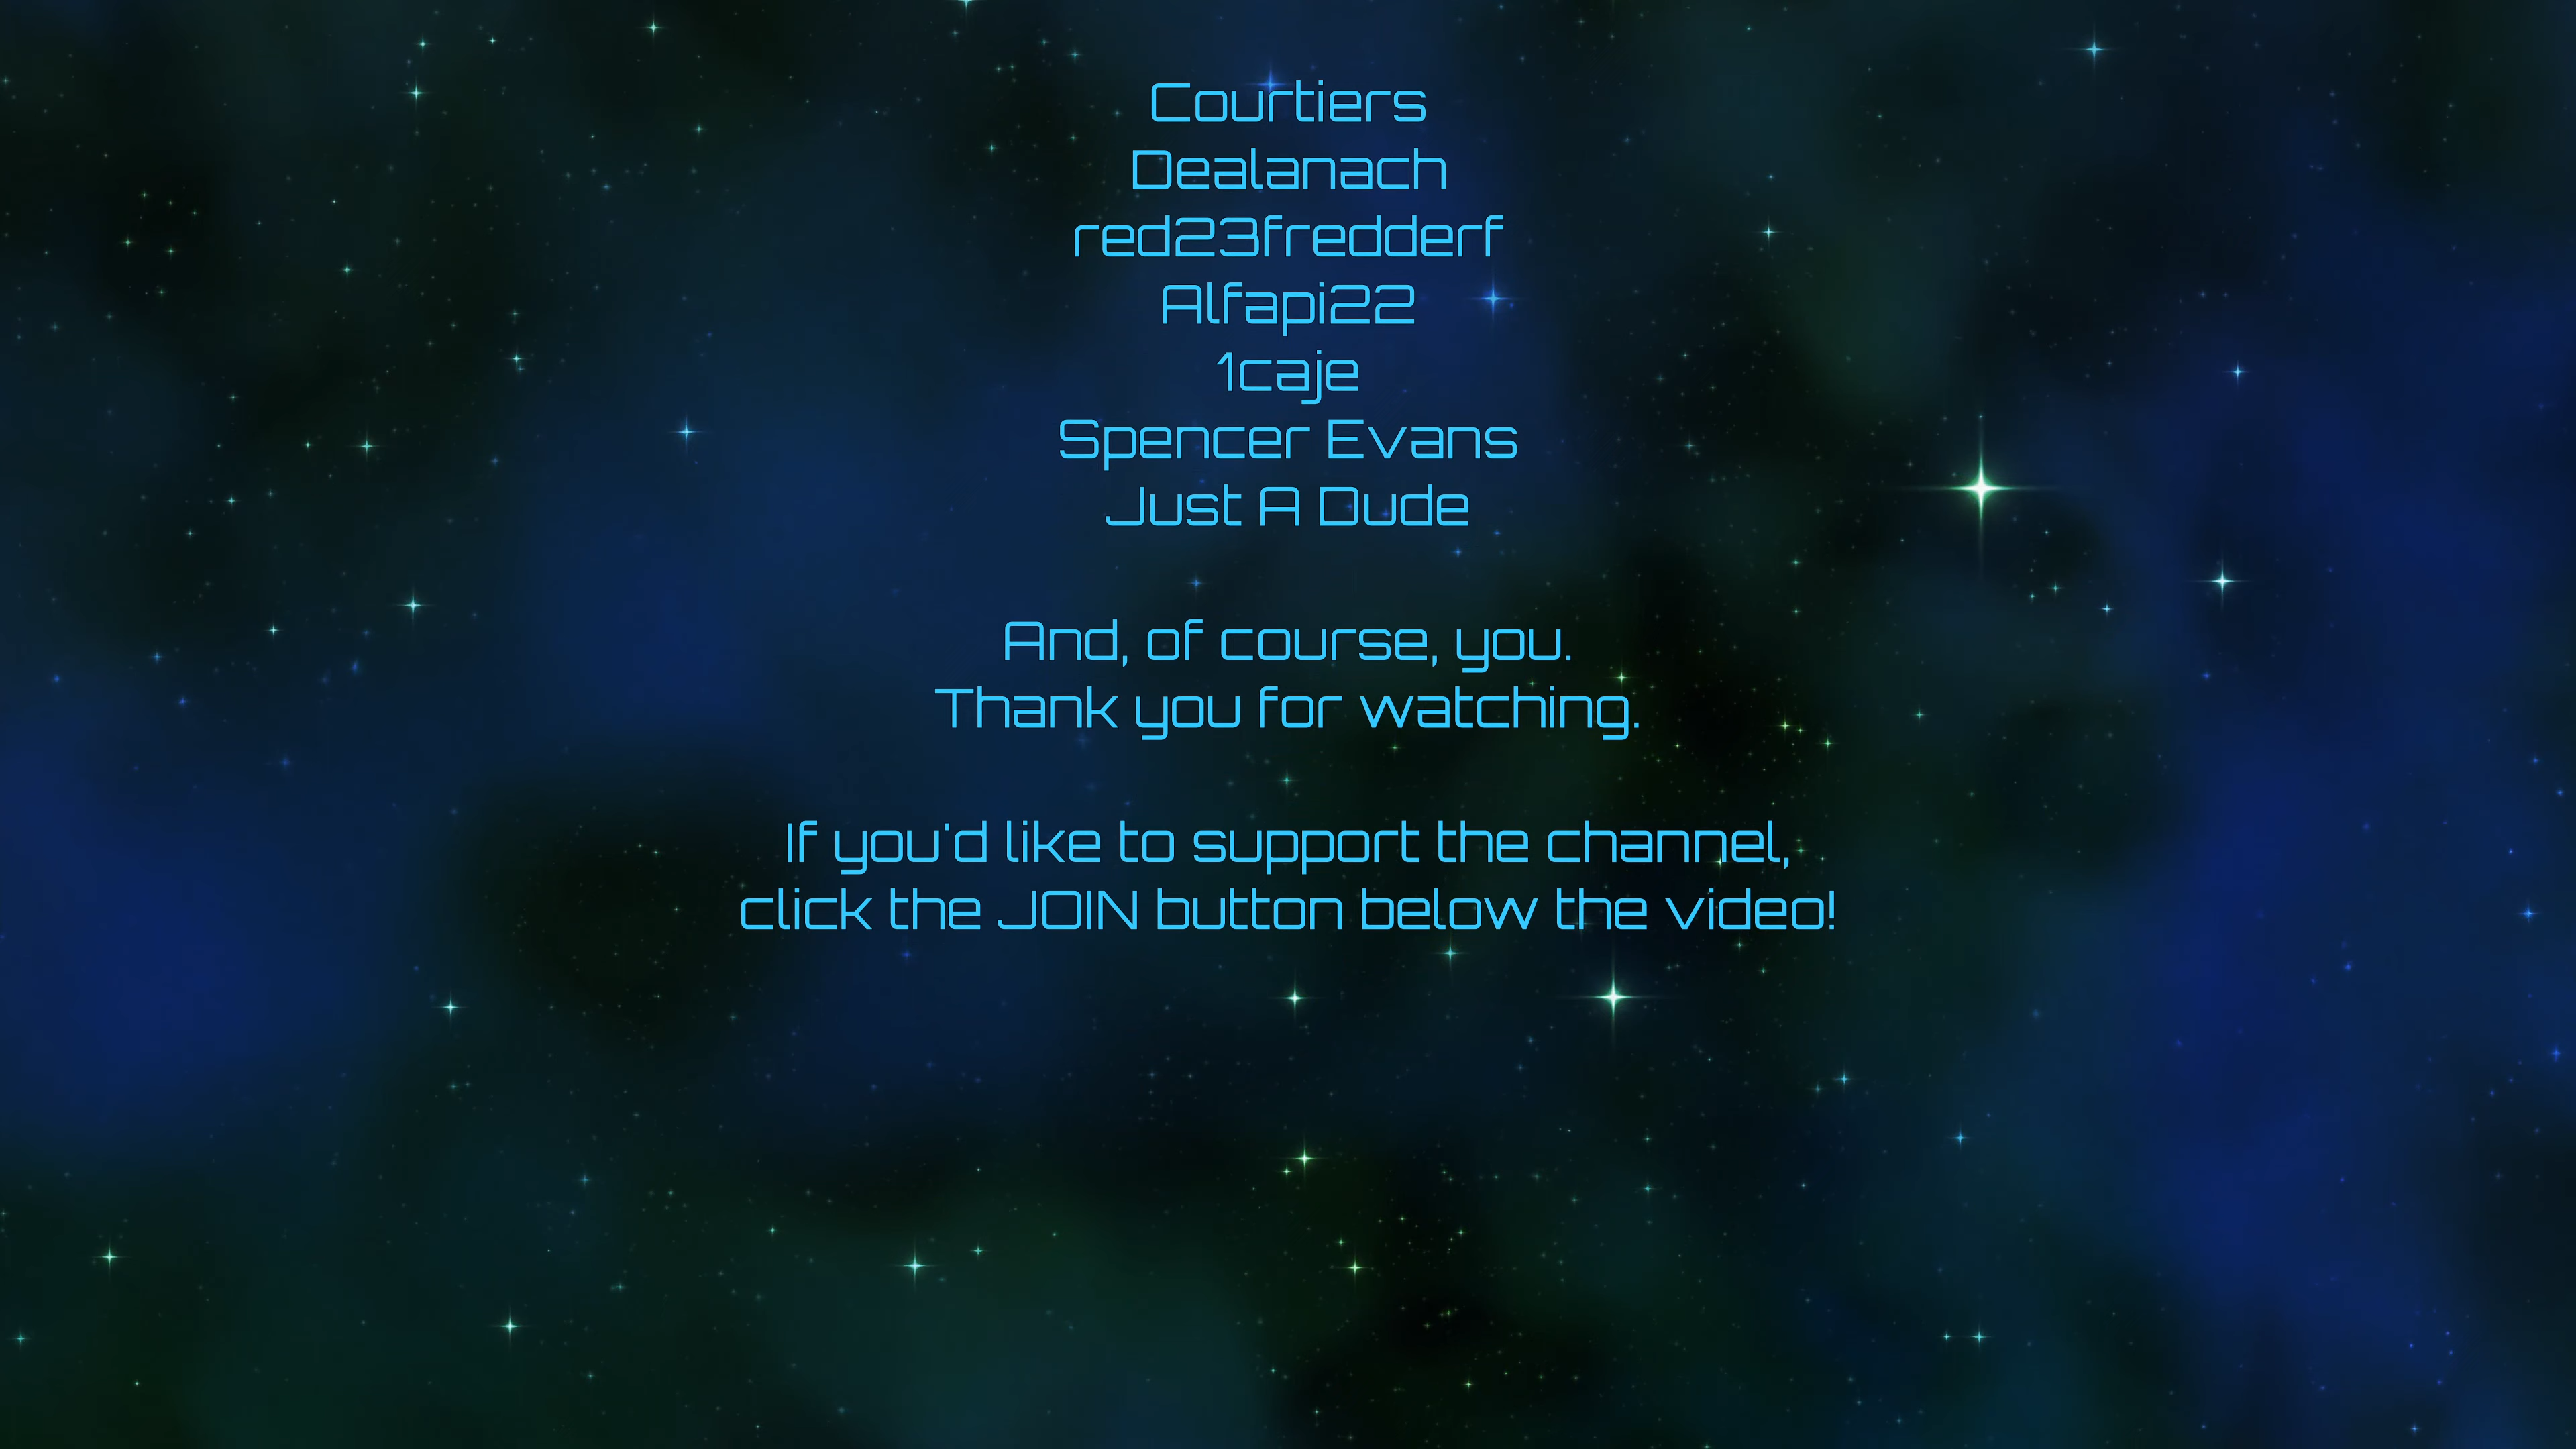 Courtiers
Dealanach
red23fredderf
Alfapi22
1caje
Spencer Evans
Just A Dude
And, of course, you.
Thank you for watching.
If you'd like to support the channel,
click the JOIN button below the video!